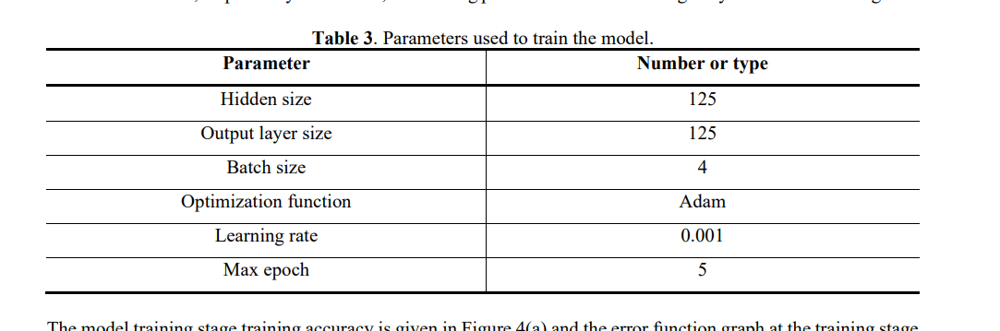 Table 3. Parameters used to train the model.
Parameter Number or type
Hidden size 125
Output layer size 125
Batch size 4
Optimization function Adam
Learning rate 0.001
Max epoch 5
The model training stage training accuracy is given in Figure 4(a) and the error function graph at the training stage